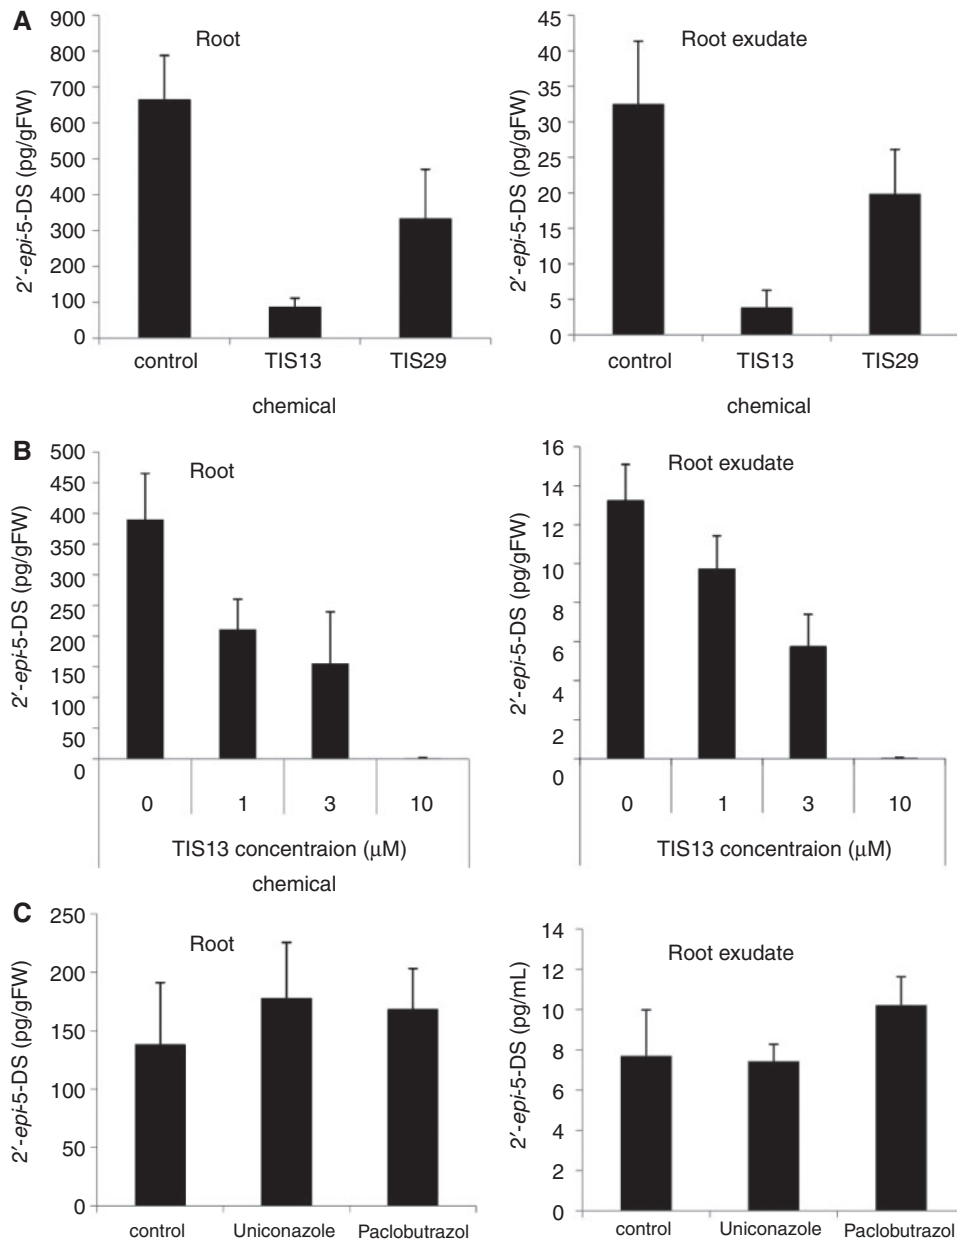 A
Root
2′-epi-5-DS (pg/gFW)
900
800
700
600
500
400
300
200
100
0
control TIS13 TIS29
chemical
Root exudate
2′-epi-5-DS (pg/gFW)
45
40
35
30
25
20
15
10
5
0
control TIS13 TIS29
chemical
B
Root
2′-epi-5-DS (pg/gFW)
500
450
400
350
300
250
200
150
100
50
0
0 1 3 10
TIS13 concentraion (μM)
chemical
Root exudate
2′-epi-5-DS (pg/gFW)
16
14
12
10
8
6
4
2
0
0 1 3 10
TIS13 concentraion (μM)
C
Root
2′-epi-5-DS (pg/gFW)
250
200
150
100
50
0
control Uniconazole Paclobutrazol
Root exudate
2′-epi-5-DS (pg/mL)
14
12
10
8
6
4
2
0
control Uniconazole Paclobutrazol